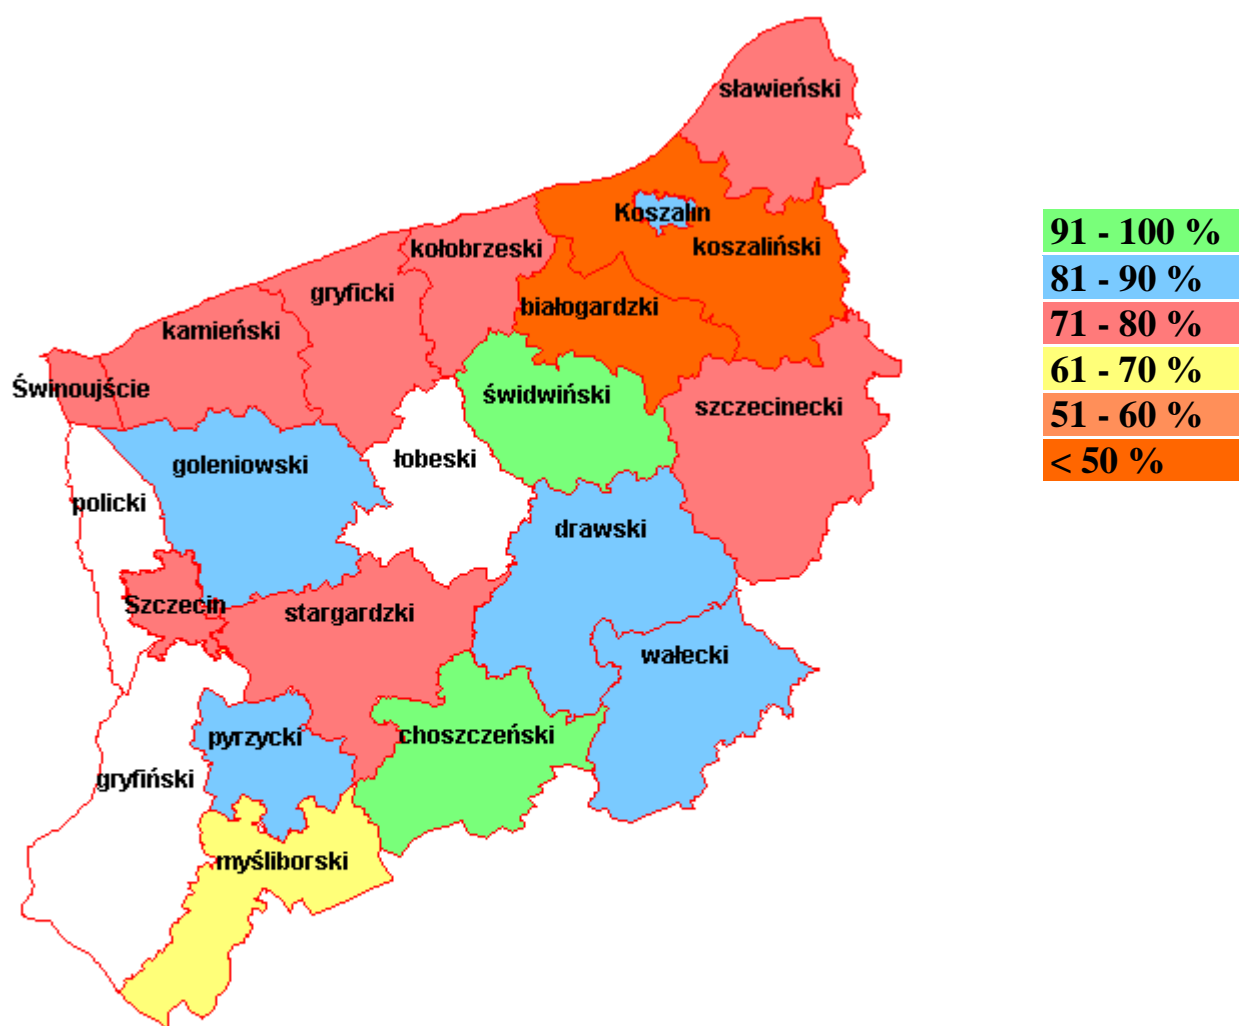 sławieński
Koszalin
koszaliński
kołobrzeski
gryficki
białogardzki
kamieński
Świnoujście
świdwiński
szczecinecki
goleniowski
łobeski
policki
drawski
Szczecin
stargardzki
wałecki
pyrzycki
choszczeński
gryfiński
myśliborski
91 - 100 %
81 - 90 %
71 - 80 %
61 - 70 %
51 - 60 %
< 50 %